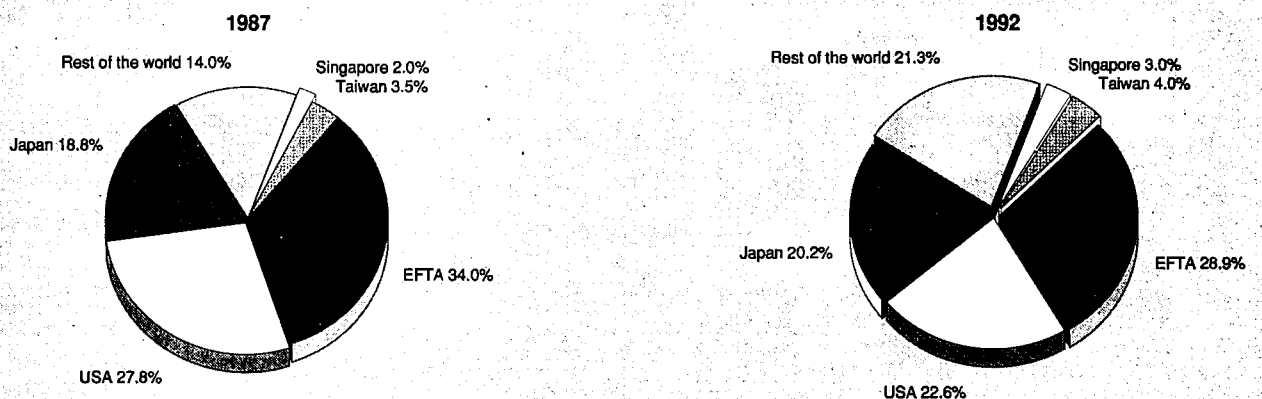 1987
Rest of the world 14.0%
Singapore 2.0%
Taiwan 3.5%
Japan 18.8%
EFTA 34.0%
USA 27.8%
1992
Rest of the world 21.3%
Singapore 3.0%
Taiwan 4.0%
Japan 20.2%
EFTA 28.9%
USA 22.6%